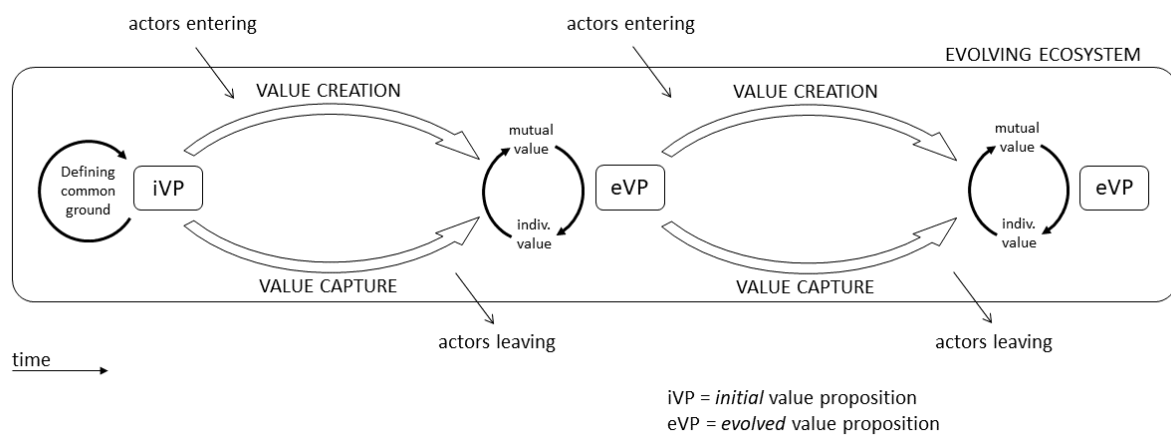 actors entering
actors entering
EVOLVING ECOSYSTEM
VALUE CREATION
VALUE CREATION
Defining
common
ground
iVP
mutual
value
indiv.
value
eVP
mutual
value
indiv.
value
eVP
VALUE CAPTURE
VALUE CAPTURE
actors leaving
actors leaving
time
iVP = initial value proposition
eVP = evolved value proposition